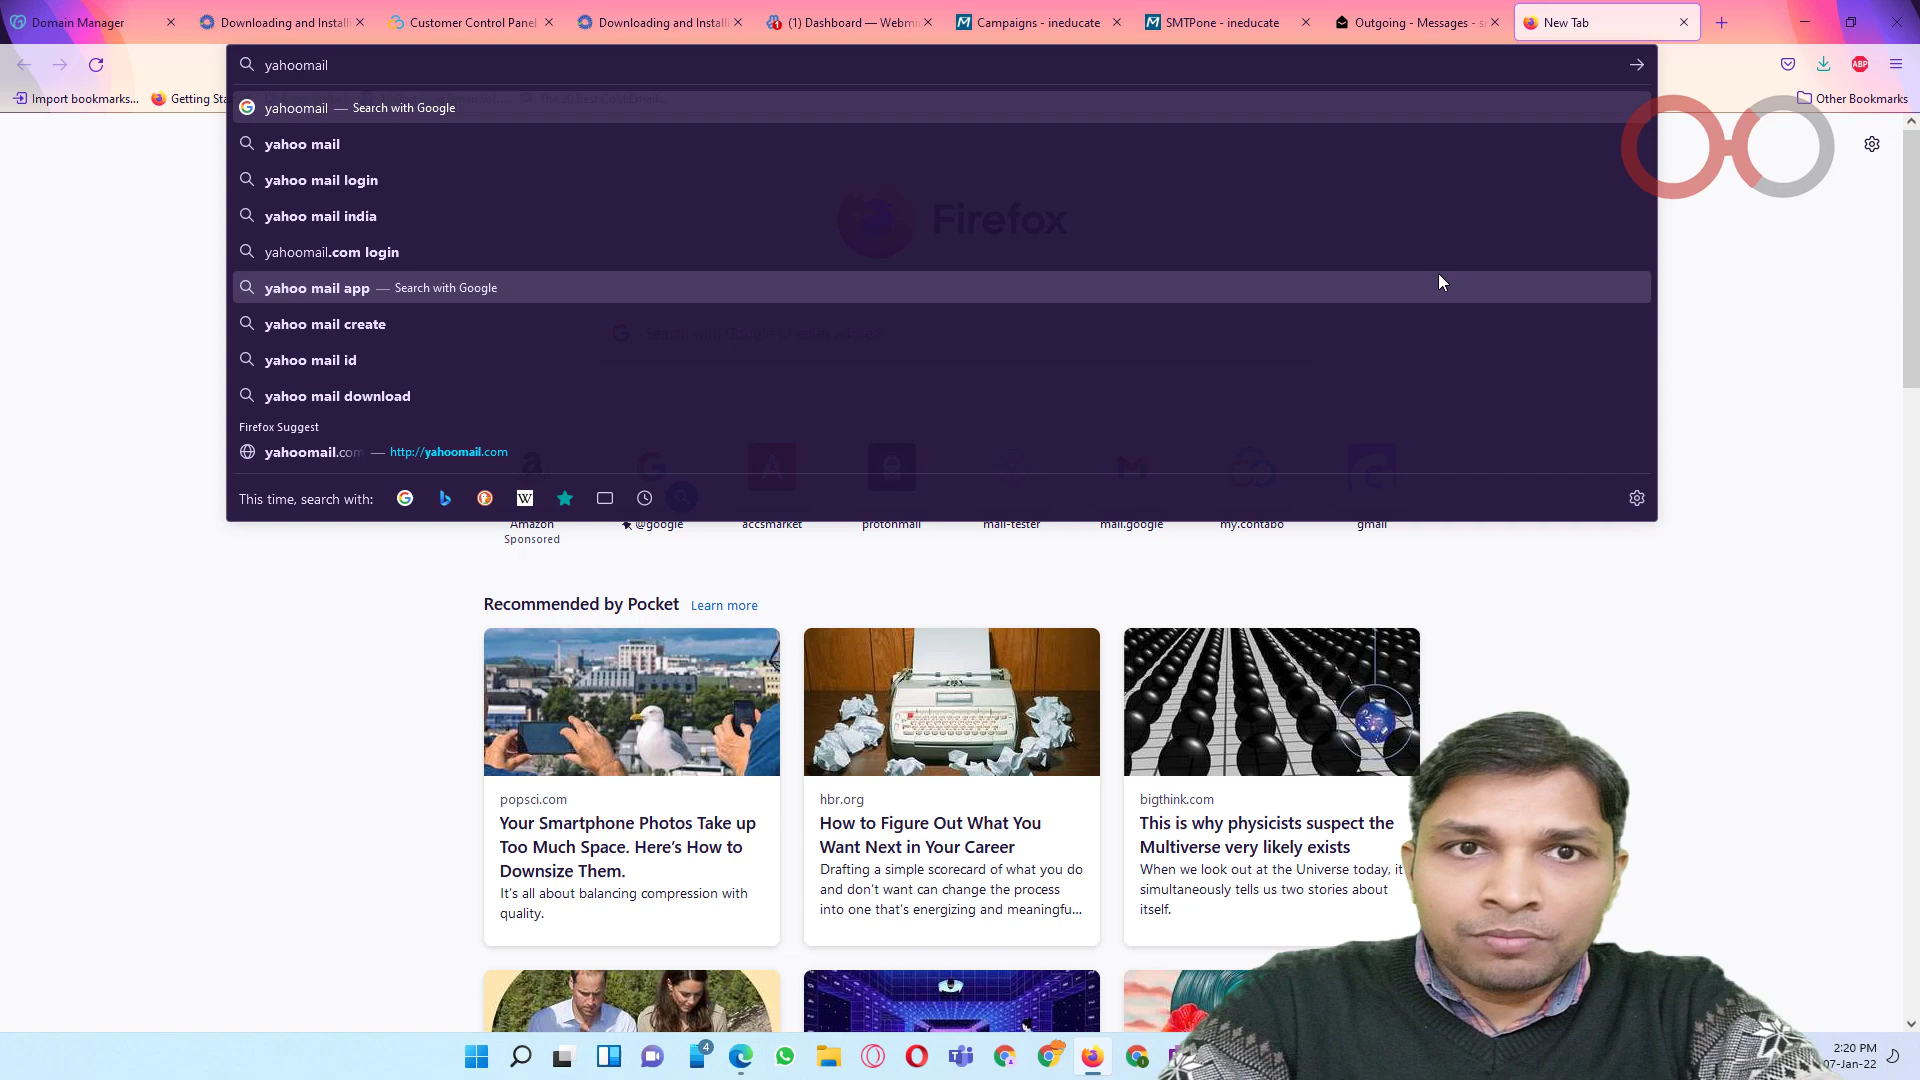 Domain Manager
Downloading and Installi
Customer Control Panel
Downloading and Installi
(1) Dashboard — Webmin
Campaigns - ineducate
SMTPone - ineducate
Outgoing - Messages - s
New Tab
yahoomail
ABP
Import bookmarks...
Getting Sta
Other Bookmarks
yahoomail — Search with Google
yahoo mail
yahoo mail login
yahoo mail india
Firefox
yahoomail.com login
yahoo mail app — Search with Google
yahoo mail create
yahoo mail id
yahoo mail download
Firefox Suggest
yahoomail.com — http://yahoomail.com
This time, search with:
Amazon
Sponsored
@google
accsmarket
protonmail
mail-tester
mail.google
my.contabo
gmail
Recommended by Pocket Learn more
popsci.com
Your Smartphone Photos Take up
Too Much Space. Here's How to
Downsize Them.
It's all about balancing compression with
quality.
hbr.org
How to Figure Out What You
Want Next in Your Career
Drafting a simple scorecard of what you do
and don't want can change the process
into one that's energizing and meaningfu...
bigthink.com
This is why physicists suspect the
Multiverse very likely exists
When we look out at the Universe today, it
simultaneously tells us two stories about
itself.
4
2:20 PM
07-Jan-22